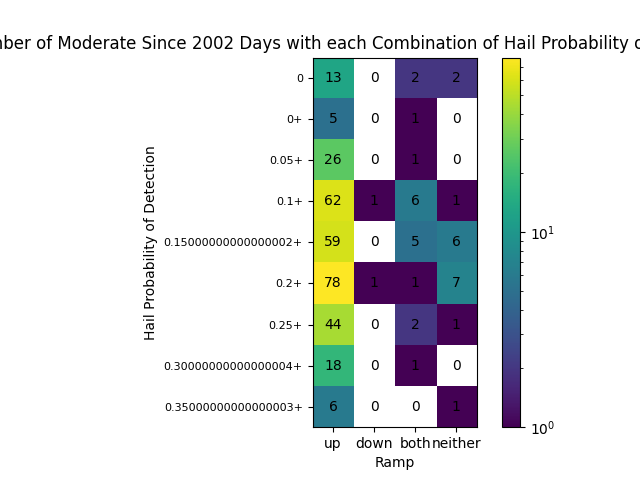 ber of Moderate Since 2002 Days with each Combination of Hail Probability
0 13 0 2 2
0+ 5 0 1 0
0.05+ 26 0 1 0
0.1+ 62 1 6 1
0.15000000000000002+ 59 0 5 6
0.2+ 78 1 1 7
0.25+ 44 0 2 1
0.30000000000000004+ 18 0 1 0
0.35000000000000003+ 6 0 0 1
up down both neither
Ramp
Hail Probability of Detection
10¹
10⁰